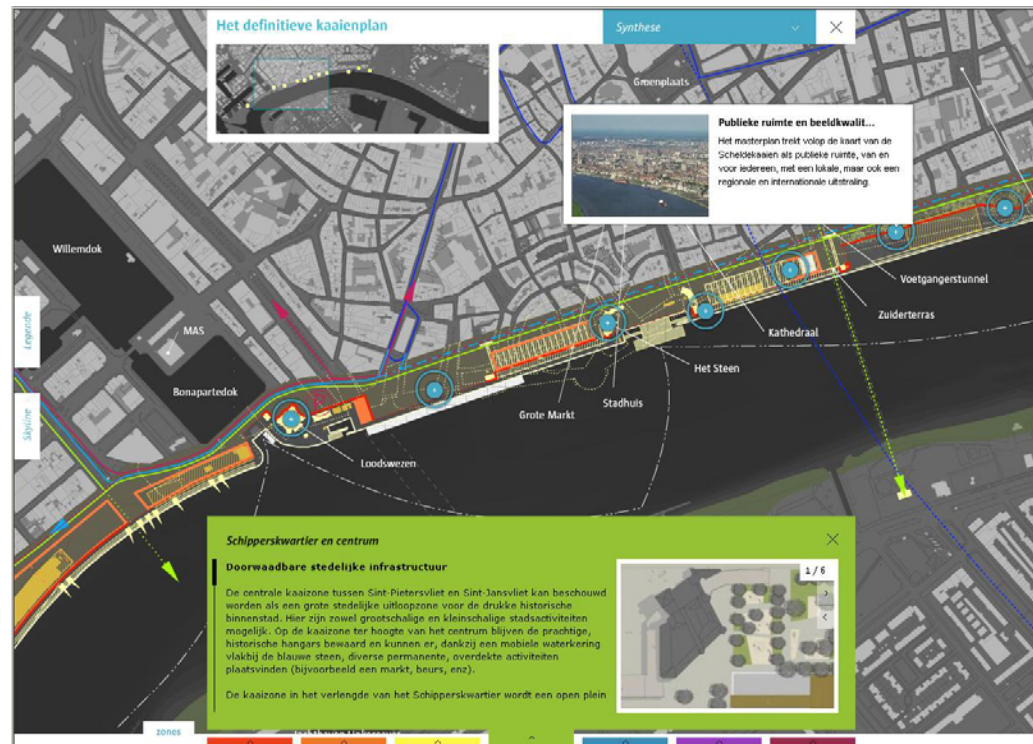 Het definitieve kaaienplan
Synthese
Groenplaats
Publieke ruimte en beeldkwalit...
Het masterplan trekt volop de kaart van de
Scheldekaaien als publieke ruimte, van en
voor iedereen, met een lokale, maar ook een
regionale en internationale uitstraling.
Willemdok
Voetgangerstunnel
Zuiderterras
Legende
MAS
Kathedraal
Het Steen
Bonapartedok
Stadhuis
Grote Markt
Skyline
Loodswezen
Schipperskwartier en centrum
Doorwaadbare stedelijke infrastructuur
1 / 6
De centrale kaaizone tussen Sint-Pietersvliet en Sint-Jansvliet kan beschouwd
worden als een grote stedelijke uitloopzone voor de drukke historische
binnenstad. Hier zijn zowel grootschalige en kleinschalige stadsactiviteiten
mogelijk. Op de kaaizone ter hoogte van het centrum blijven de prachtige,
historische hangars bewaard en kunnen er, dankzij een mobiele waterkering
vlakbij de blauwe steen, diverse permanente, overdekte activiteiten
plaatsvinden (bijvoorbeeld een markt, beurs, enz).
De kaaizone in het verlengde van het Schipperskwartier wordt een open plein
zones